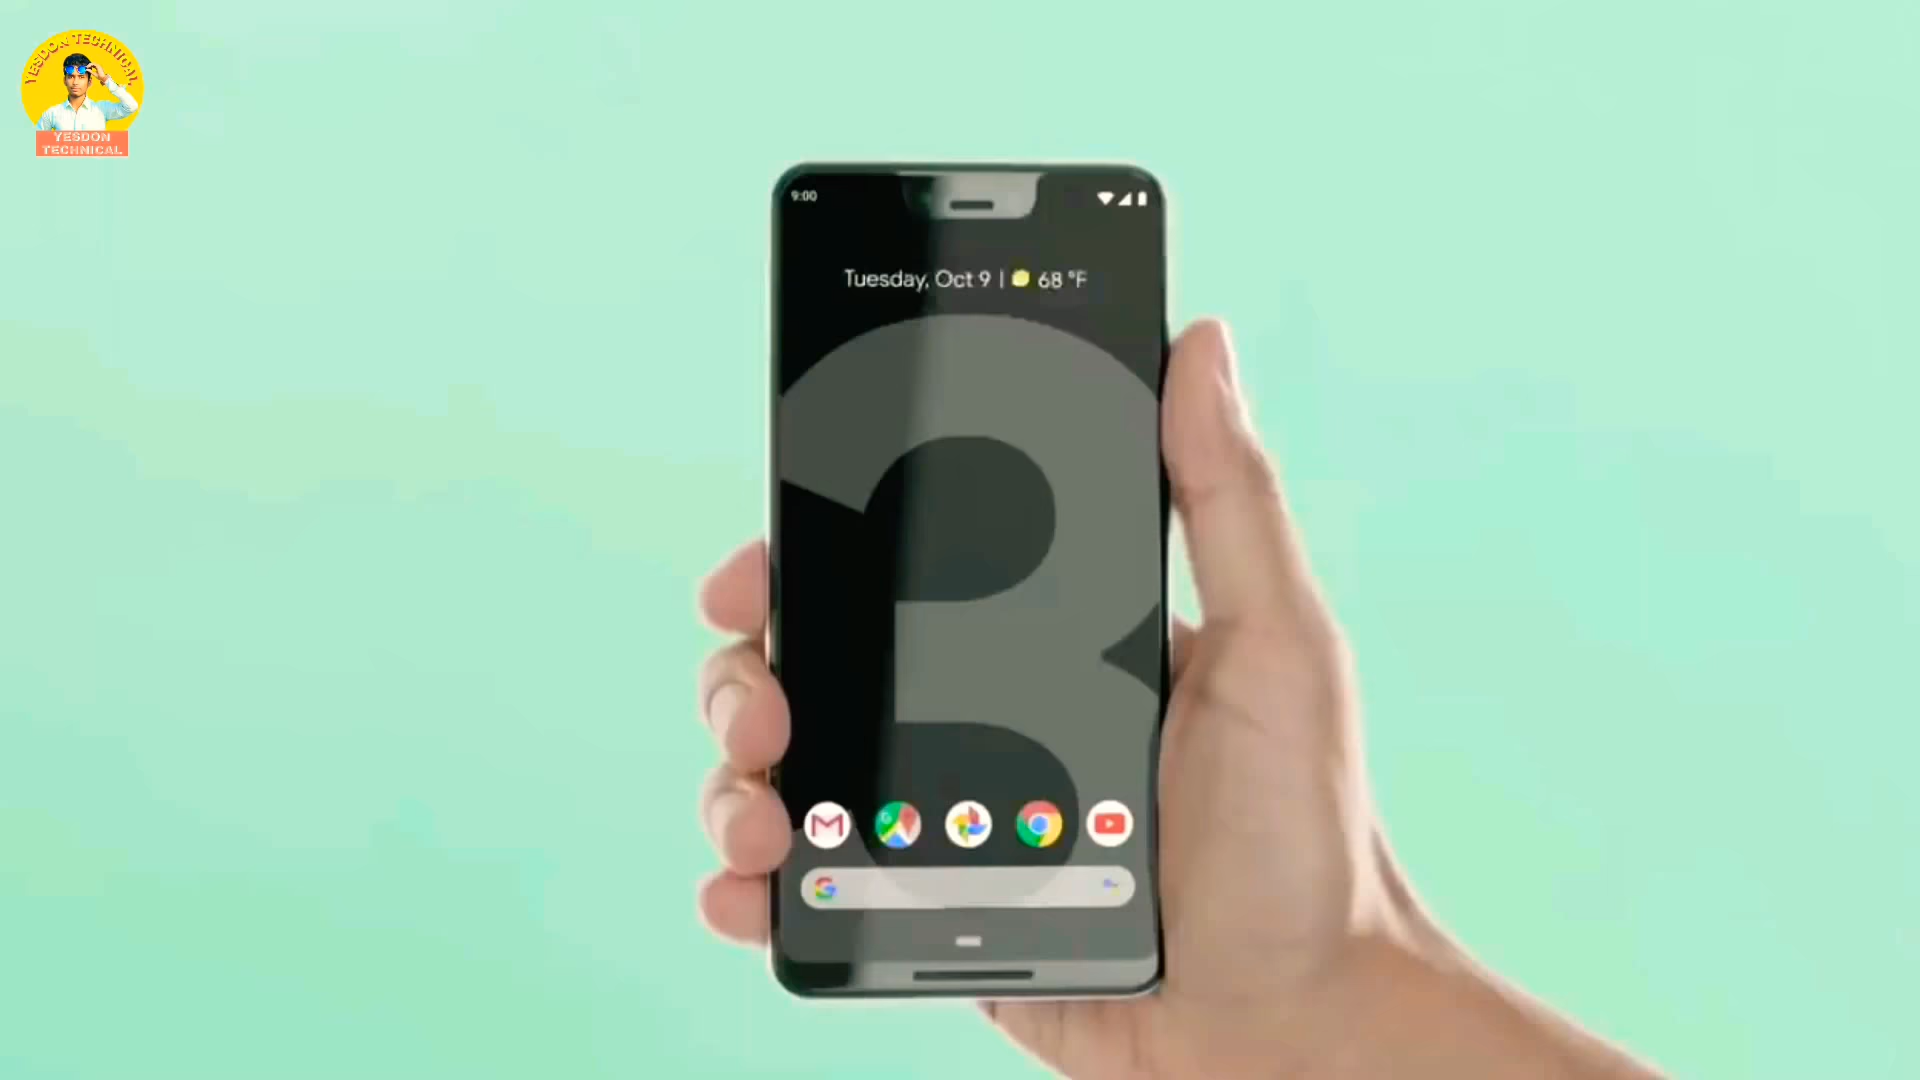 YESDON TECHNICAL
YESDON
TECHNICAL
9:00
Tuesday, Oct 9 | 68 °F